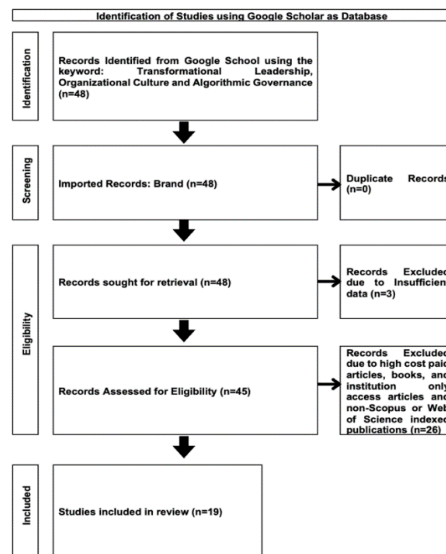 Identification of Studies using Google Scholar as Database
Identification
Records Identified from Google School using the
keyword: Transformational Leadership,
Organizational Culture and Algorithmic Governance
(n=48)
Screening
Imported Records: Brand (n=48)
Duplicate Records
(n=0)
Eligibility
Records sought for retrieval (n=48)
Records Excluded
due to Insufficien
data (n=3)
Records Assessed for Eligibility (n=45)
Records Excluded
due to high cost paid
articles, books, and
institution only
access articles and
non-Scopus or Web
of Science indexed
publications (n=26)
Included
Studies included in review (n=19)